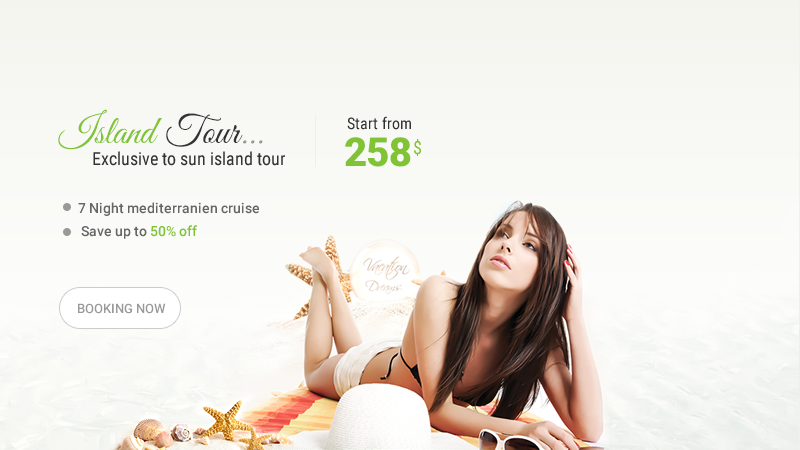 Island Tour...
Exclusive to sun island tour
Start from
258$
7 Night mediterranien cruise
Save up to 50% off
BOOKING NOW
Vacation
Dreams